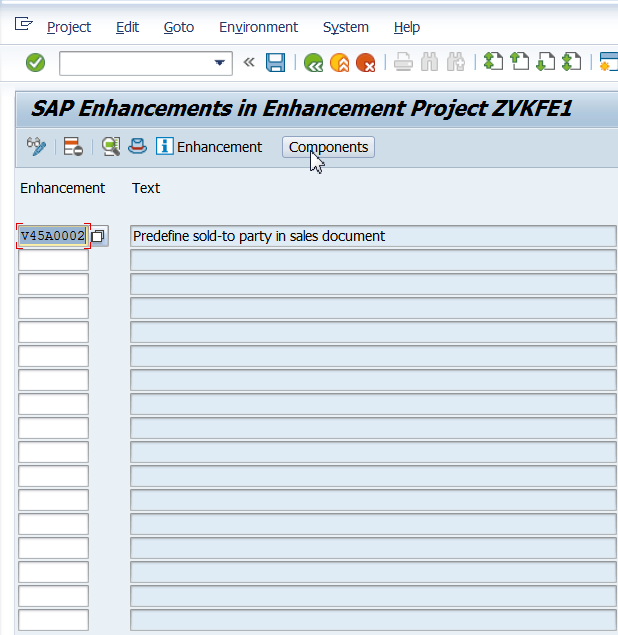 Project Edit Goto Environment System Help
SAP Enhancements in Enhancement Project ZVKFE1
Enhancement Components
Enhancement Text
V45A0002 Predefine sold-to party in sales document